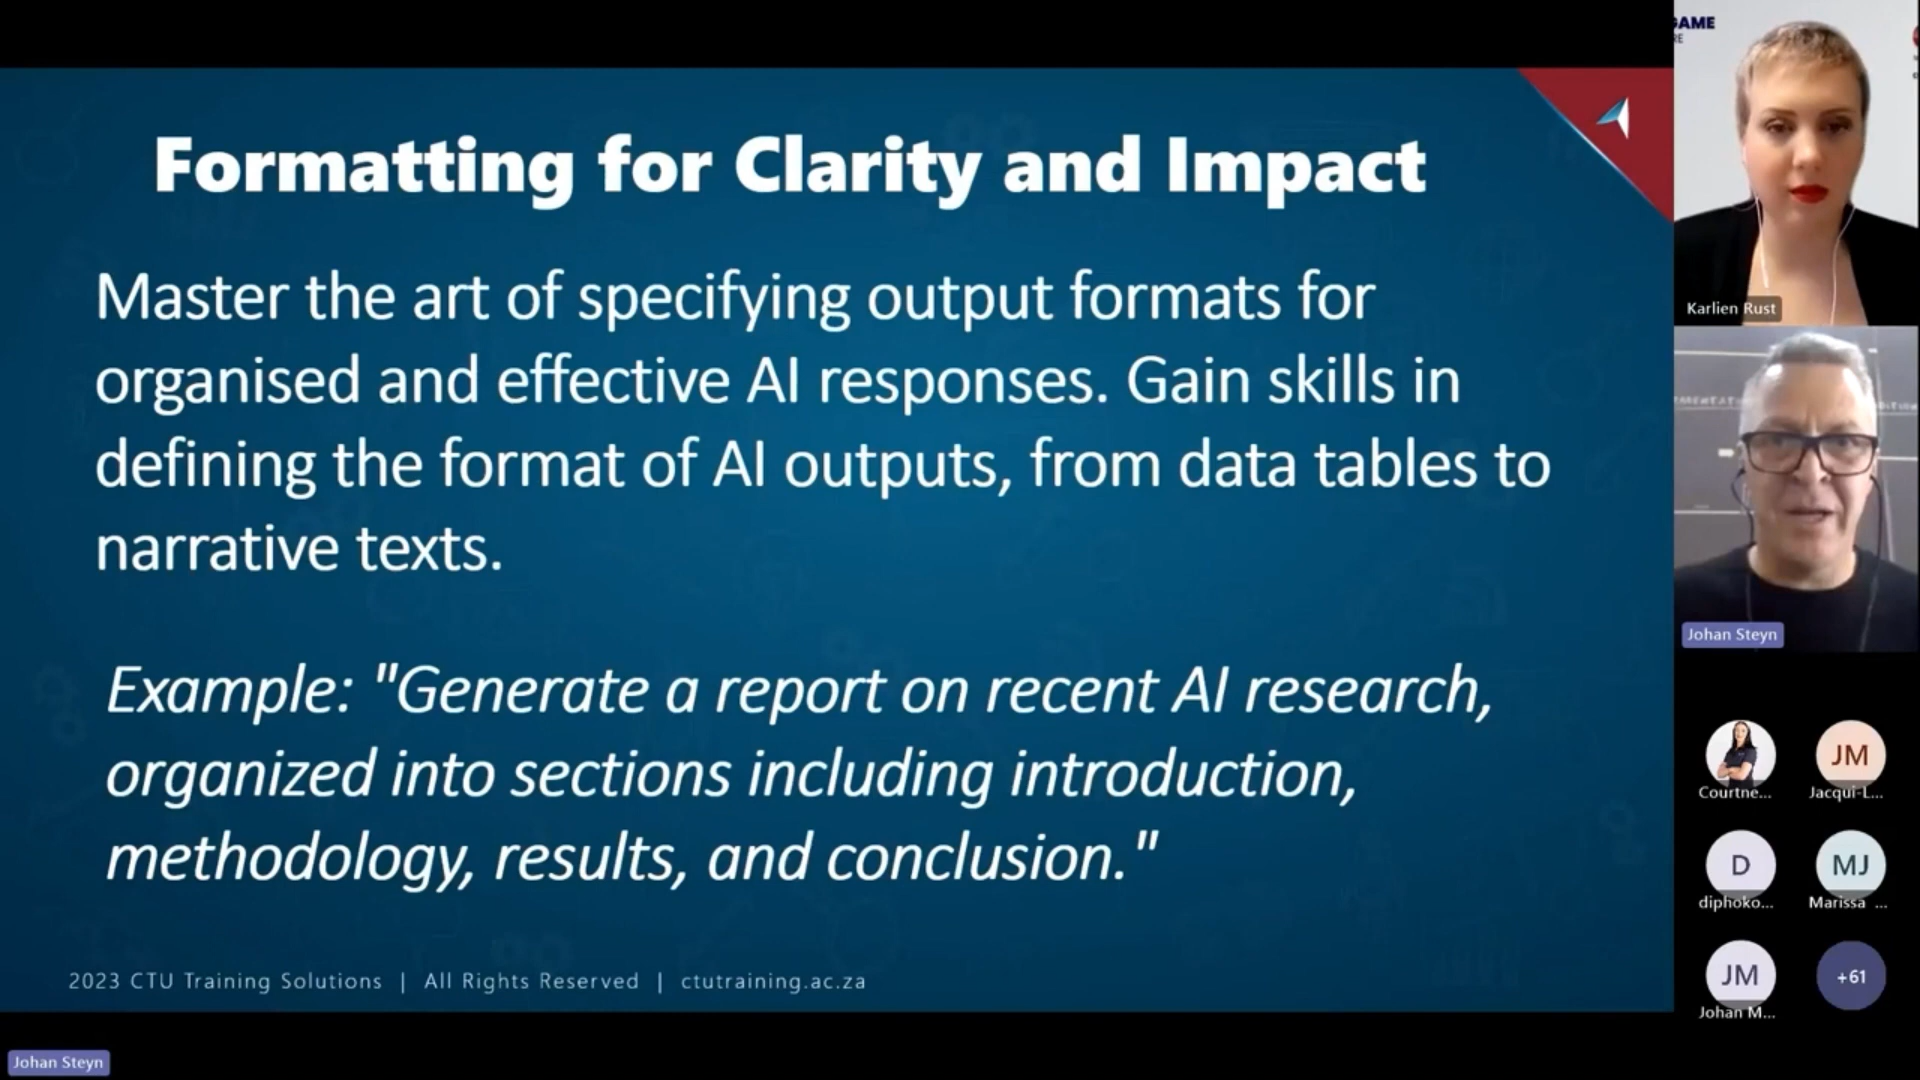 Formatting for Clarity and Impact
Master the art of specifying output formats for
organised and effective AI responses. Gain skills in
defining the format of AI outputs, from data tables to
narrative texts.
Example: "Generate a report on recent AI research,
organized into sections including introduction,
methodology, results, and conclusion."
2023 CTU Training Solutions | All Rights Reserved | ctutraining.ac.za
Johan Steyn
GAME
Karlien Rust
Johan Steyn
Courtne...
JM
Jacqui-L...
D
diphoko...
MJ
Marissa ...
JM
Johan M...
+61